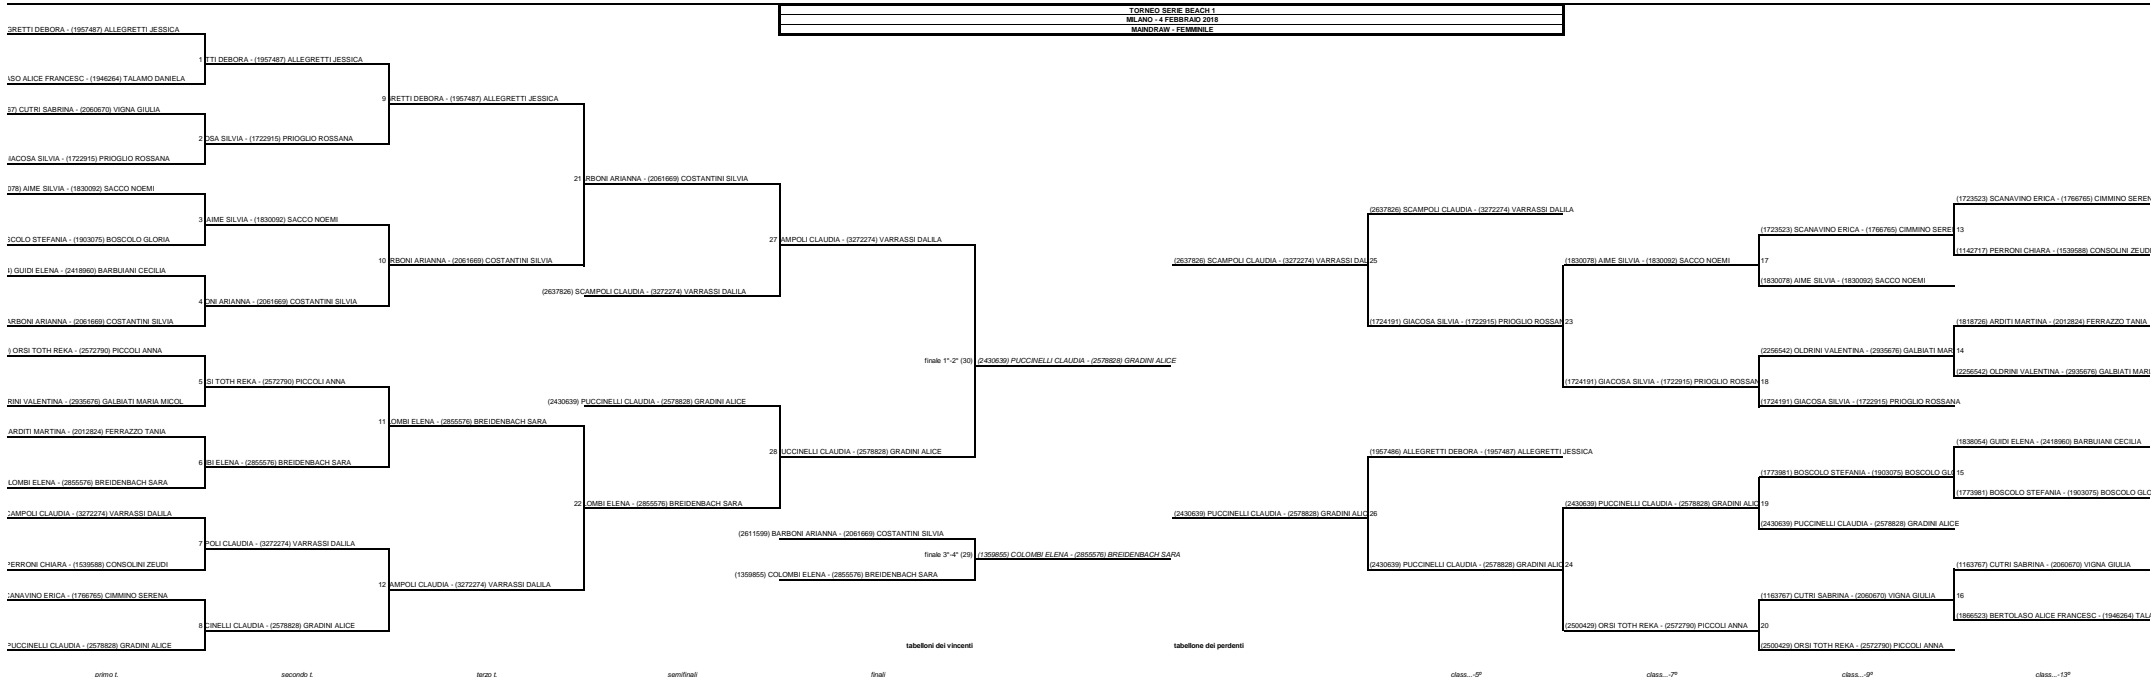 TORNEO SERIE BEACH 1
MILANO - 4 FEBBRAIO 2018
MAINDRAW - FEMMINILE
GRETTI DEBORA - (1957487) ALLEGRETTI JESSICA
1 TTI DEBORA - (1957487) ALLEGRETTI JESSICA
ASO ALICE FRANCESC - (1946264) TALAMO DANIELA
9 RETTI DEBORA - (1957487) ALLEGRETTI JESSICA
67) CUTRI SABRINA - (2060670) VIGNA GIULIA
2 OSA SILVIA - (1722915) PRIOGLIO ROSSANA
IACOSA SILVIA - (1722915) PRIOGLIO ROSSANA
21 RBONI ARIANNA - (2061669) COSTANTINI SILVIA
078) AIME SILVIA - (1830092) SACCO NOEMI
3 AIME SILVIA - (1830092) SACCO NOEMI
SCOLO STEFANIA - (1903075) BOSCOLO GLORIA
27 AMPOLI CLAUDIA - (3272274) VARRASSI DALILA
10 RBONI ARIANNA - (2061669) COSTANTINI SILVIA
4) GUIDI ELENA - (2418960) BARBUIANI CECILIA
(2637826) SCAMPOLI CLAUDIA - (3272274) VARRASSI DALILA
4 ONI ARIANNA - (2061669) COSTANTINI SILVIA
ARBONI ARIANNA - (2061669) COSTANTINI SILVIA
) ORSI TOTH REKA - (2572790) PICCOLI ANNA
finale 1°-2° (30) (2430639) PUCCINELLI CLAUDIA - (2578828) GRADINI ALICE
5 SI TOTH REKA - (2572790) PICCOLI ANNA
RINI VALENTINA - (2935676) GALBIATI MARIA MICOL
(2430639) PUCCINELLI CLAUDIA - (2578828) GRADINI ALICE
11 OMBI ELENA - (2855576) BREIDENBACH SARA
ARDITI MARTINA - (2012824) FERRAZZO TANIA
28 UCCINELLI CLAUDIA - (2578828) GRADINI ALICE
6 BI ELENA - (2855576) BREIDENBACH SARA
LOMBI ELENA - (2855576) BREIDENBACH SARA
22 OMBI ELENA - (2855576) BREIDENBACH SARA
CAMPOLI CLAUDIA - (3272274) VARRASSI DALILA
(2611599) BARBONI ARIANNA - (2061669) COSTANTINI SILVIA
7 POLI CLAUDIA - (3272274) VARRASSI DALILA
finale 3°-4° (29) (1359855) COLOMBI ELENA - (2855576) BREIDENBACH SARA
PERRONI CHIARA - (1539588) CONSOLINI ZEUDI
(1359855) COLOMBI ELENA - (2855576) BREIDENBACH SARA
12 AMPOLI CLAUDIA - (3272274) VARRASSI DALILA
CANAVINO ERICA - (1766765) CIMMINO SERENA
8 CINELLI CLAUDIA - (2578828) GRADINI ALICE
PUCCINELLI CLAUDIA - (2578828) GRADINI ALICE
tabelloni dei vincenti
primo t.
secondo t.
terzo t.
semifinali
finali
(1723523) SCANAVINO ERICA - (1766765) CIMMINO SEREN
(2637826) SCAMPOLI CLAUDIA - (3272274) VARRASSI DALILA
(1723523) SCANAVINO ERICA - (1766765) CIMMINO SEREI 13
(1142717) PERRONI CHIARA - (1539588) CONSOLINI ZEUDI
(2637826) SCAMPOLI CLAUDIA - (3272274) VARRASSI DAL 25
(1830078) AIME SILVIA - (1830092) SACCO NOEMI 17
(1830078) AIME SILVIA - (1830092) SACCO NOEMI
(1724191) GIACOSA SILVIA - (1722915) PRIOGLIO ROSSAN 23
(1818726) ARDITI MARTINA - (2012824) FERRAZZO TANIA
(2256542) OLDRINI VALENTINA - (2935676) GALBIATI MAR 14
(2256542) OLDRINI VALENTINA - (2935676) GALBIATI MARI
(1724191) GIACOSA SILVIA - (1722915) PRIOGLIO ROSSAN 18
(1724191) GIACOSA SILVIA - (1722915) PRIOGLIO ROSSANA
(1838054) GUIDI ELENA - (2418960) BARBUIANI CECILIA
(1957486) ALLEGRETTI DEBORA - (1957487) ALLEGRETTI JESSICA
(1773981) BOSCOLO STEFANIA - (1903075) BOSCOLO GLO 15
(1773981) BOSCOLO STEFANIA - (1903075) BOSCOLO GLO
(2430639) PUCCINELLI CLAUDIA - (2578828) GRADINI ALIC 19
(2430639) PUCCINELLI CLAUDIA - (2578828) GRADINI ALIC 26
(2430639) PUCCINELLI CLAUDIA - (2578828) GRADINI ALICE
(2430639) PUCCINELLI CLAUDIA - (2578828) GRADINI ALIC 24
(1163767) CUTRI SABRINA - (2060670) VIGNA GIULIA
(1163767) CUTRI SABRINA - (2060670) VIGNA GIULIA 16
(1866523) BERTOLASO ALICE FRANCESC - (1946264) TALA
(2500429) ORSI TOTH REKA - (2572790) PICCOLI ANNA 20
(2500429) ORSI TOTH REKA - (2572790) PICCOLI ANNA
tabellone dei perdenti
class...-5°
class...-7°
class...-9°
class...-13°